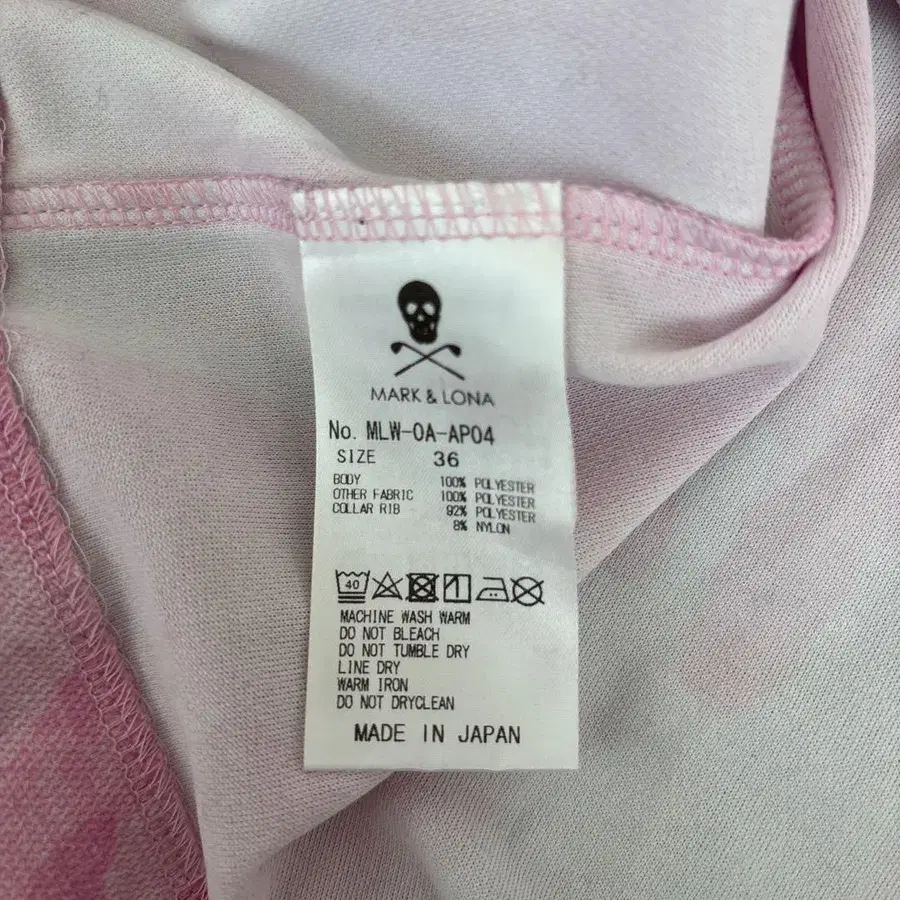 MARK & LONA
No. MLW-0A-AP04
SIZE 36
BODY 100% POLYESTER
OTHER FABRIC 100% POLYESTER
COLLAR RIB 92% POLYESTER
8% NYLON
40
MACHINE WASH WARM
DO NOT BLEACH
DO NOT TUMBLE DRY
LINE DRY
WARM IRON
DO NOT DRYCLEAN
MADE IN JAPAN